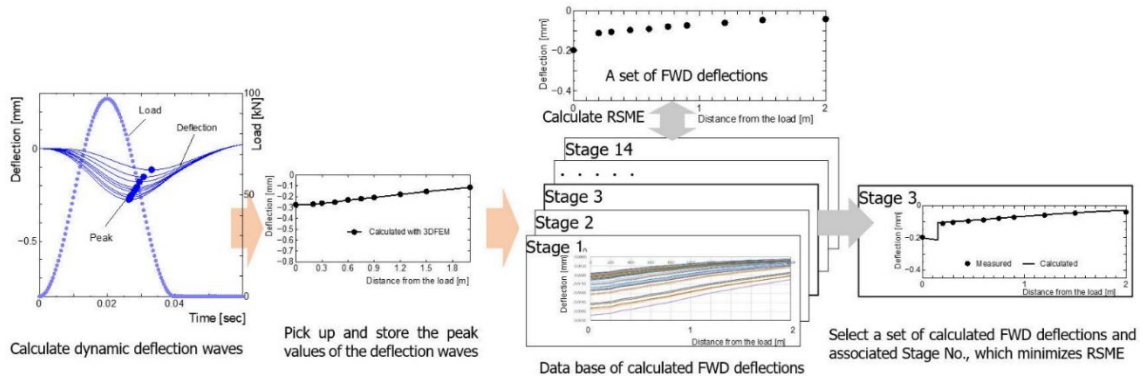 Deflection [mm]
0
−0.5
Load
Deflection
Peak
100
50
0
Load [kN]
0
0.02
0.04
Time [sec]
Calculate dynamic deflection waves
Deflection [mm]
0
−0.1
−0.2
−0.3
−0.4
−0.5
−0.6
−0.7
−0.8
Calculated with 3DFEM
0 0.3 0.6 0.9 1.2 1.5 1.8
Distance from the load [m]
Pick up and store the peak
values of the deflection waves
Deflection [mm]
0
−0.2
−0.4
A set of FWD deflections
0 1 2
Distance from the load [m]
Calculate RSME
Stage 14
. . . . .
Stage 3
Stage 2
Stage 1
Deflection [mm]
0 1 2
Distance from the load [m]
Data base of calculated FWD deflections
Stage 3
Deflection [mm]
0
−0.2
−0.4
Measured
Calculated
0 1 2
Distance from the load [m]
Select a set of calculated FWD deflections and
associated Stage No., which minimizes RSME